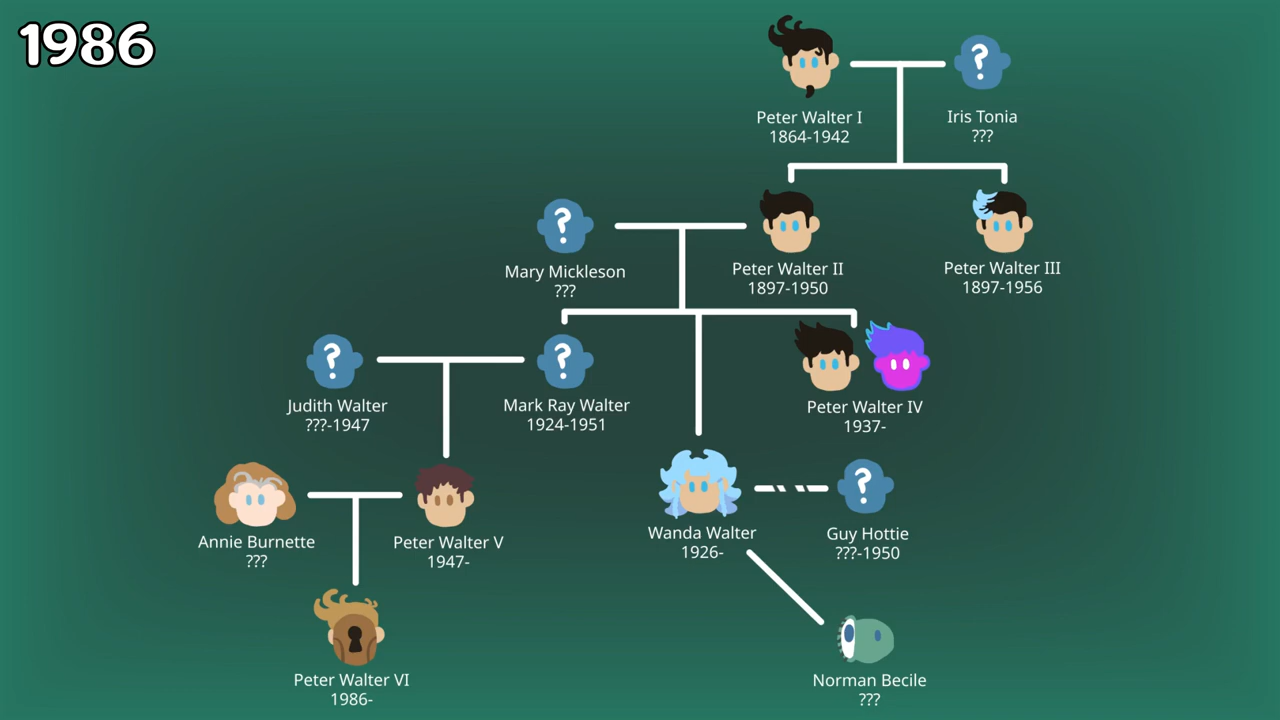 1986
?
Peter Walter I
1864-1942
Iris Tonia
???
?
Mary Mickleson
???
Peter Walter II
1897-1950
Peter Walter III
1897-1956
?
Judith Walter
???-1947
?
Mark Ray Walter
1924-1951
Peter Walter IV
1937-
Annie Burnette
???
Peter Walter V
1947-
Wanda Walter
1926-
?
Guy Hottie
???-1950
Peter Walter VI
1986-
Norman Becile
???